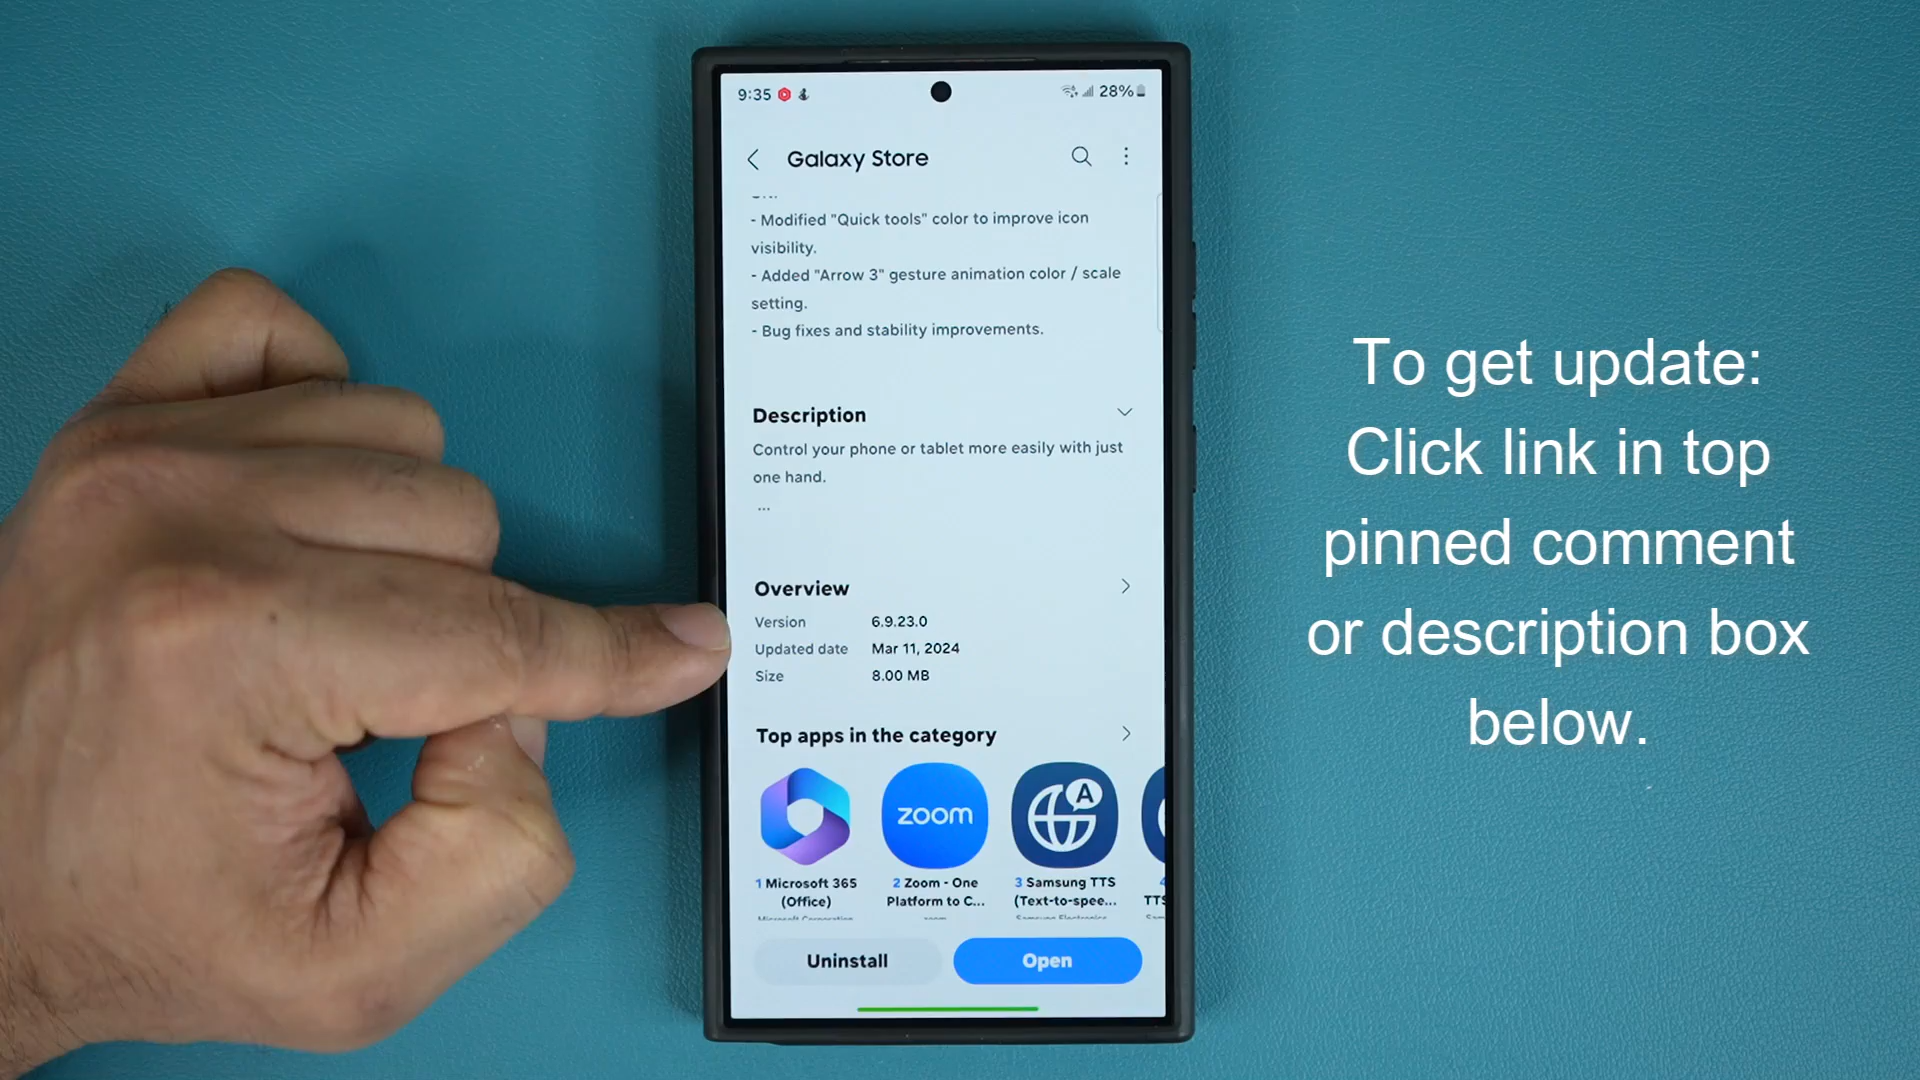 9:35
28%
Galaxy Store
- Modified "Quick tools" color to improve icon
visibility.
- Added "Arrow 3" gesture animation color / scale
setting.
- Bug fixes and stability improvements.
Description
Control your phone or tablet more easily with just
one hand.
...
Overview
Version 6.9.23.0
Updated date Mar 11, 2024
Size 8.00 MB
Top apps in the category
zoom
A
1 Microsoft 365
(Office)
2 Zoom - One
Platform to C...
3 Samsung TTS
(Text-to-spee...
TTS
Uninstall
Open
To get update:
Click link in top
pinned comment
or description box
below.